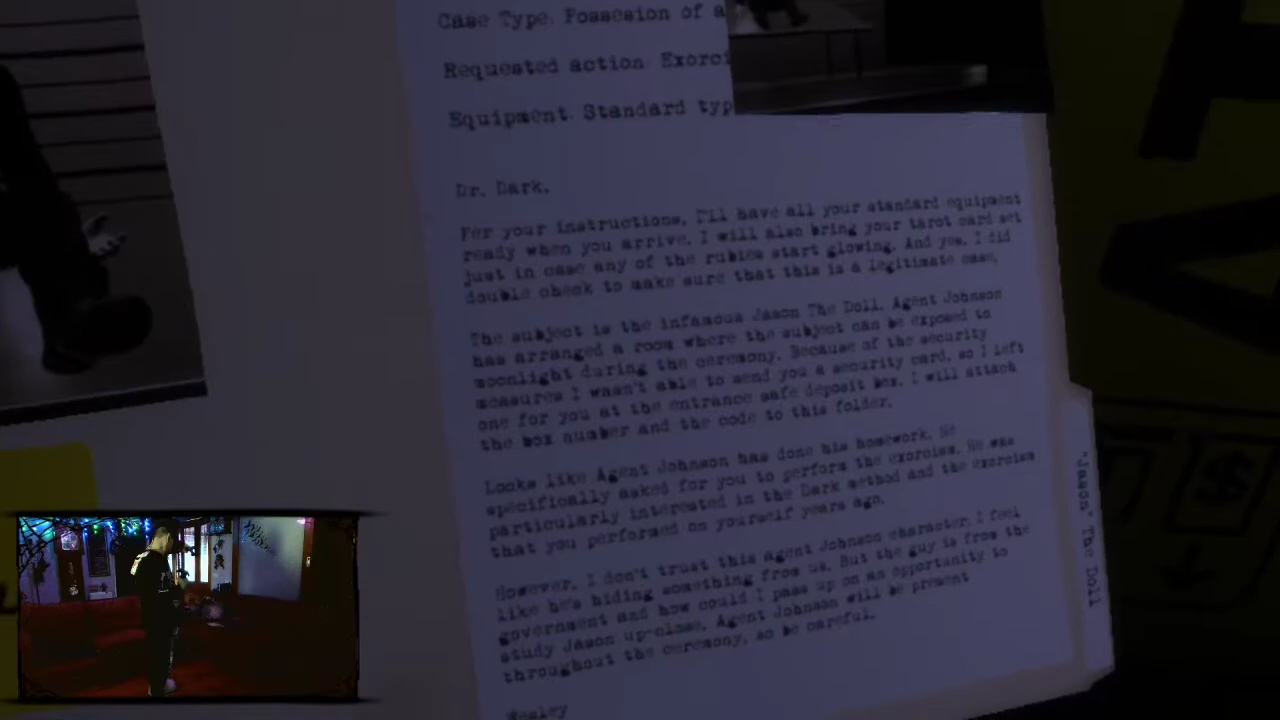 Case Type: Possesion of a
Requested action: Exorci
Equipment: Standard typ
Dr. Dark,
For your instructions, I'll have all your standard equipment
ready when you arrive. I will also bring your tarot card set
just in case any of the rubies start glowing. And yes, I did
double check to make sure that this is a legitimate case.
The subject is the infamous Jason The Doll. Agent Johnson
has arranged a room where the subject can be exposed to
moonlight during the ceremony. Because of the security
measures I wasn't able to send you a security card, so I left
one for you at the entrance safe deposit box. I will attach
the box number and the code to this folder.
Looks like Agent Johnson has done his homework. He
specifically asked for you to perform the exorcism. He was
particularly interested in the Dark method and the exorcism
that you performed on yourself years ago.
However, I don't trust this agent Johnson character. I feel
like he's hiding something from us. But the guy is from the
government and how could I pass up on an opportunity to
study Jason up-close. Agent Johnson will be present
throughout the ceremony, so be careful.
Wesley
"Jason" The Doll
$